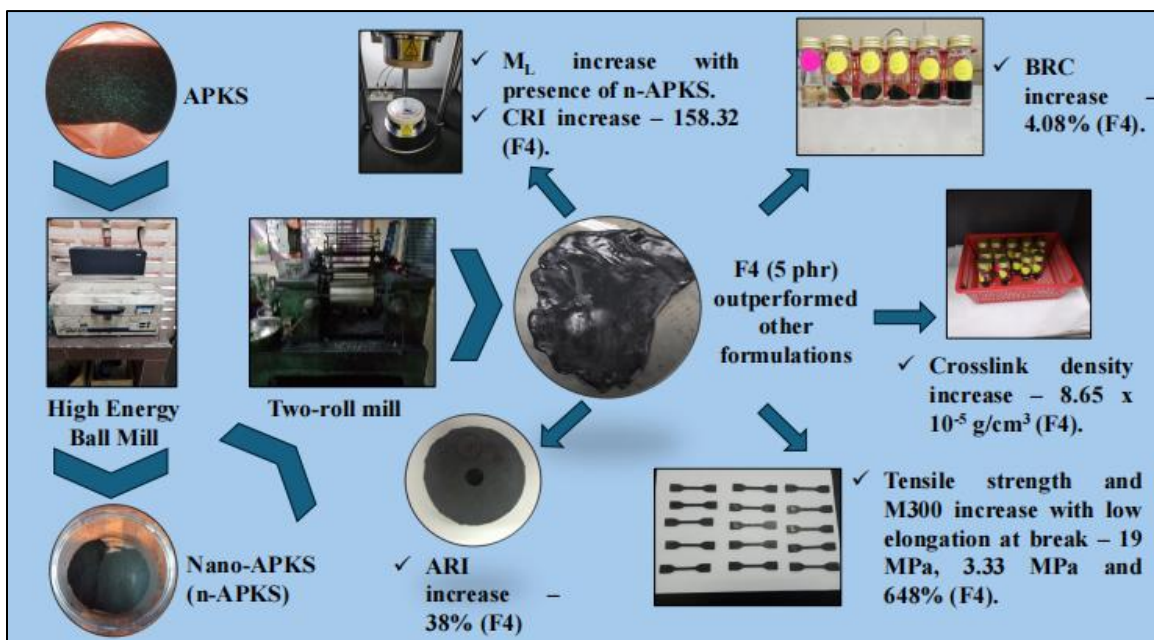 APKS
High Energy
Ball Mill
Nano-APKS
(n-APKS)
Two-roll mill
✓ M_L increase with
presence of n-APKS.
✓ CRI increase – 158.32
(F4).
✓ BRC
increase –
4.08% (F4).
F4 (5 phr)
outperformed
other
formulations
✓ Crosslink density
increase – 8.65 x
10⁻⁵ g/cm³ (F4).
✓ ARI
increase –
38% (F4)
✓ Tensile strength and
M300 increase with low
elongation at break – 19
MPa, 3.33 MPa and
648% (F4).